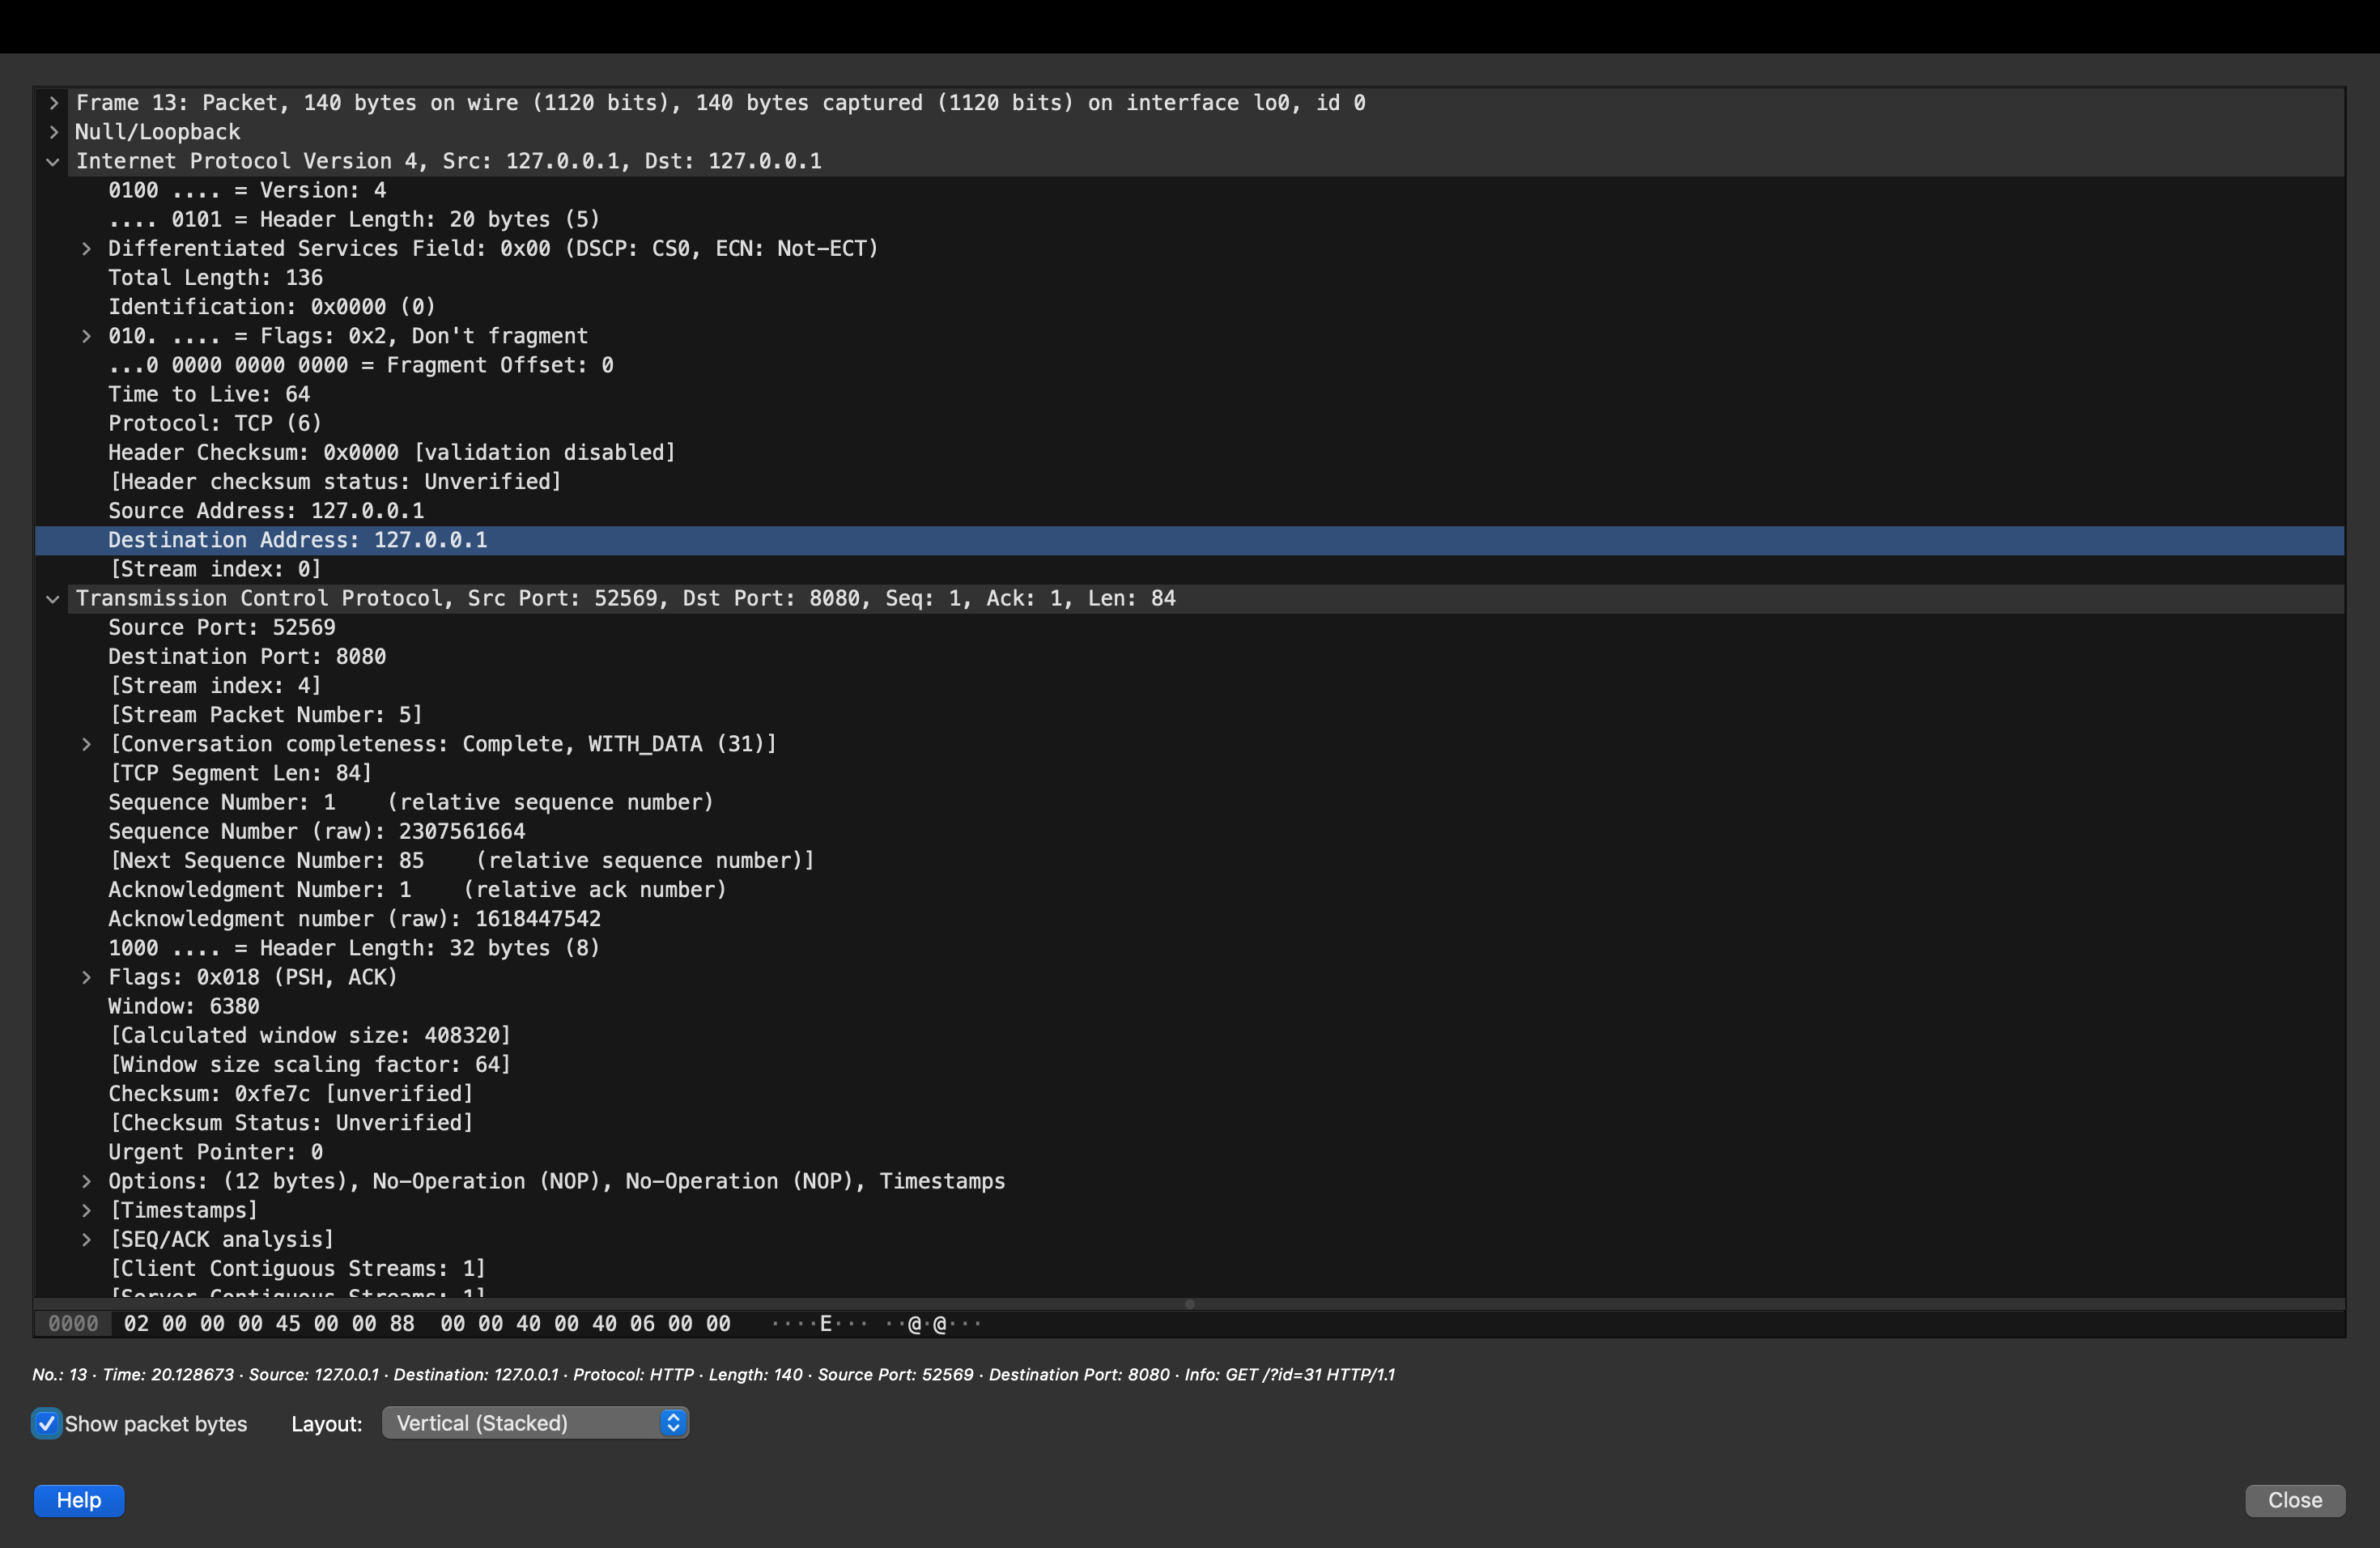 Frame 13: Packet, 140 bytes on wire (1120 bits), 140 bytes captured (1120 bits) on interface lo0, id 0
Null/Loopback
Internet Protocol Version 4, Src: 127.0.0.1, Dst: 127.0.0.1
0100 .... = Version: 4
.... 0101 = Header Length: 20 bytes (5)
Differentiated Services Field: 0x00 (DSCP: CS0, ECN: Not-ECT)
Total Length: 136
Identification: 0x0000 (0)
010. .... = Flags: 0x2, Don't fragment
...0 0000 0000 0000 = Fragment Offset: 0
Time to Live: 64
Protocol: TCP (6)
Header Checksum: 0x0000 [validation disabled]
[Header checksum status: Unverified]
Source Address: 127.0.0.1
Destination Address: 127.0.0.1
[Stream index: 0]
Transmission Control Protocol, Src Port: 52569, Dst Port: 8080, Seq: 1, Ack: 1, Len: 84
Source Port: 52569
Destination Port: 8080
[Stream index: 4]
[Stream Packet Number: 5]
[Conversation completeness: Complete, WITH_DATA (31)]
[TCP Segment Len: 84]
Sequence Number: 1    (relative sequence number)
Sequence Number (raw): 2307561664
[Next Sequence Number: 85    (relative sequence number)]
Acknowledgment Number: 1    (relative ack number)
Acknowledgment number (raw): 1618447542
1000 .... = Header Length: 32 bytes (8)
Flags: 0x018 (PSH, ACK)
Window: 6380
[Calculated window size: 408320]
[Window size scaling factor: 64]
Checksum: 0xfe7c [unverified]
[Checksum Status: Unverified]
Urgent Pointer: 0
Options: (12 bytes), No-Operation (NOP), No-Operation (NOP), Timestamps
[Timestamps]
[SEQ/ACK analysis]
[Client Contiguous Streams: 1]
[Server Contiguous Streams: 1]
0000 02 00 00 00 45 00 00 88  00 00 40 00 40 06 00 00 ····E··· ··@·@···
No.: 13 · Time: 20.128673 · Source: 127.0.0.1 · Destination: 127.0.0.1 · Protocol: HTTP · Length: 140 · Source Port: 52569 · Destination Port: 8080 · Info: GET /?id=31 HTTP/1.1
Show packet bytes Layout: Vertical (Stacked)
Help Close